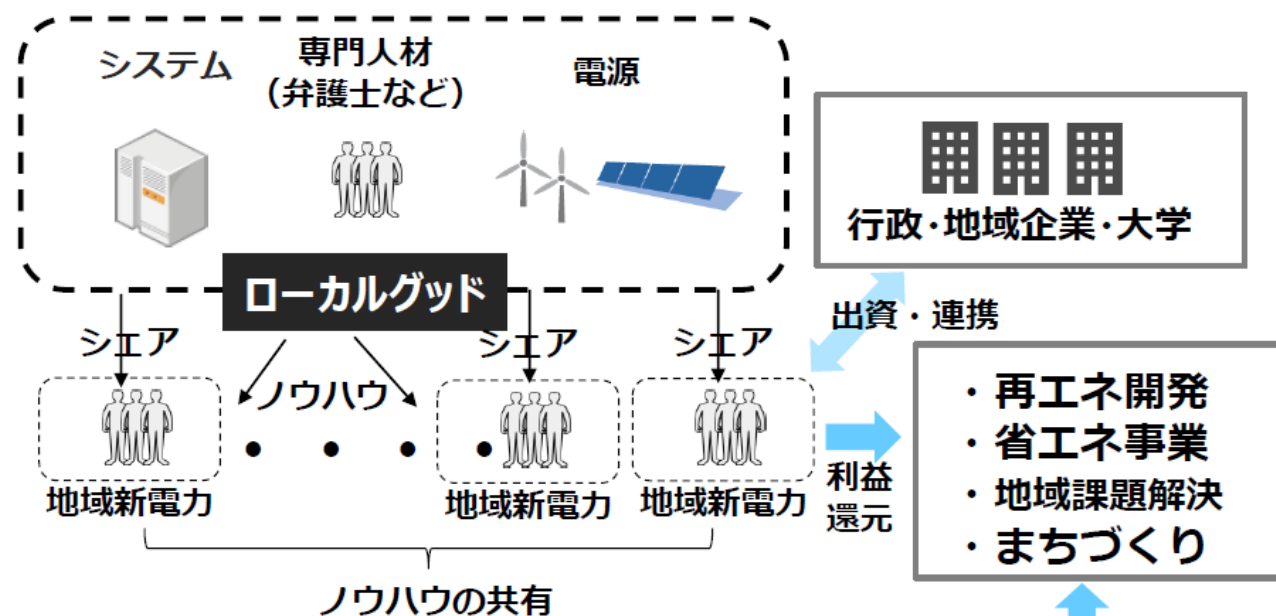 システム
専門人材
（弁護士など）
電源
行政・地域企業・大学
ローカルグッド
出資・連携
シェア
シェア
シェア
ノウハウ
・再エネ開発
・省エネ事業
・地域課題解決
・まちづくり
利益
還元
地域新電力
地域新電力
地域新電力
ノウハウの共有